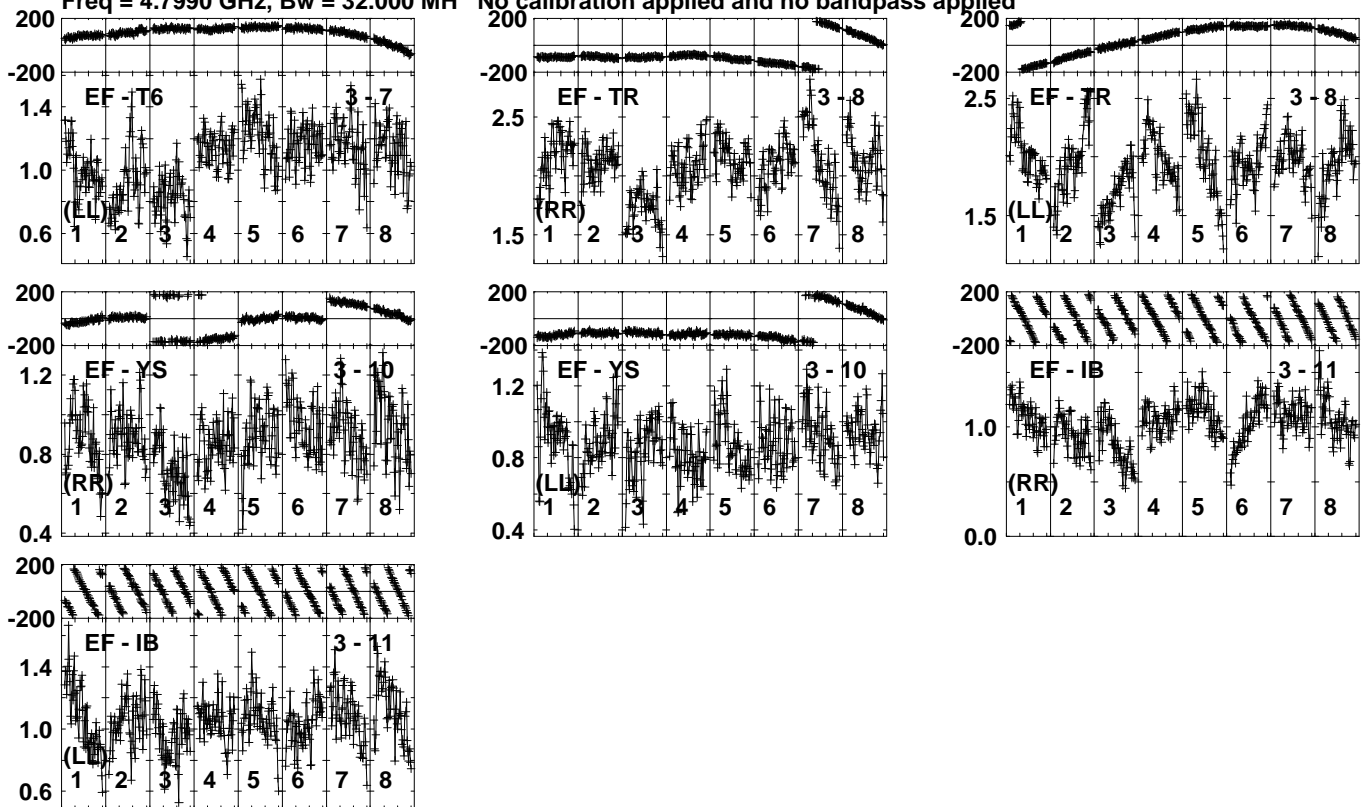 Freq = 4.7990 GHz, Bw = 32.000 MH No calibration applied and no bandpass applied
200
-200
EF - T6 3 - 7
1.4
1.0
0.6
(LL)
1 2 3 4 5 6 7 8
EF - TR 3 - 8
2.5
1.5
(RR)
1 2 3 4 5 6 7 8
200
-200
EF - TR 3 - 8
2.5
1.5
(LL)
1 2 3 4 5 6 7 8
200
-200
EF - YS 3 - 10
1.2
0.8
0.4
(RR)
1 2 3 4 5 6 7 8
200
-200
EF - YS 3 - 10
1.2
0.8
0.4
(LL)
1 2 3 4 5 6 7 8
200
-200
EF - IB 3 - 11
1.0
0.0
(RR)
1 2 3 4 5 6 7 8
200
-200
EF - IB 3 - 11
1.4
1.0
0.6
(LL)
1 2 3 4 5 6 7 8